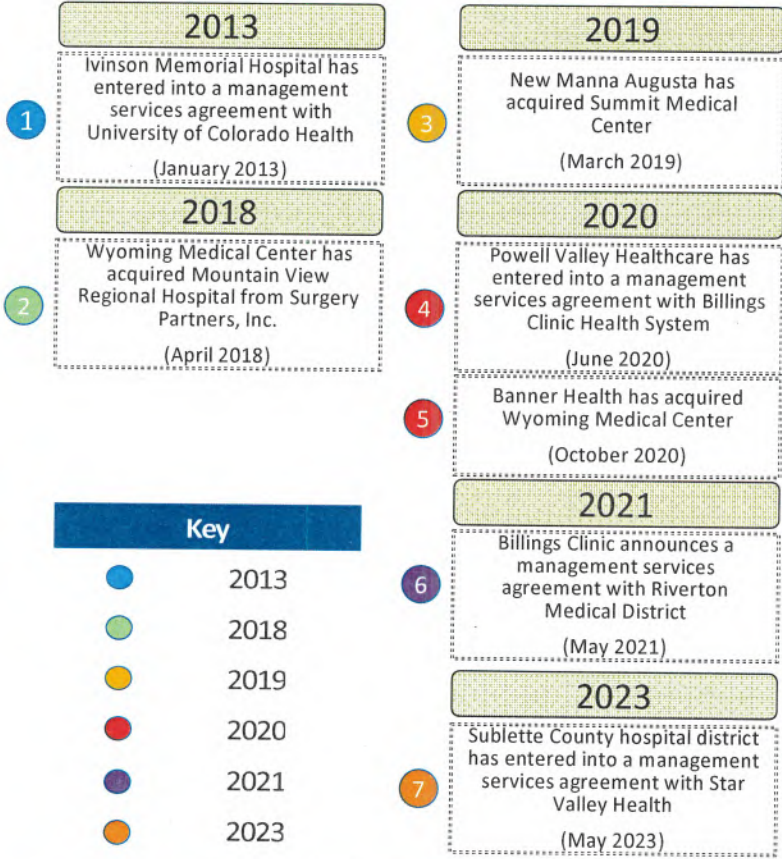 2013
1
Ivinson Memorial Hospital has
entered into a management
services agreement with
University of Colorado Health
(January 2013)
2018
2
Wyoming Medical Center has
acquired Mountain View
Regional Hospital from Surgery
Partners, Inc.
(April 2018)
2019
3
New Manna Augusta has
acquired Summit Medical
Center
(March 2019)
2020
4
Powell Valley Healthcare has
entered into a management
services agreement with Billings
Clinic Health System
(June 2020)
5
Banner Health has acquired
Wyoming Medical Center
(October 2020)
2021
6
Billings Clinic announces a
management services
agreement with Riverton
Medical District
(May 2021)
2023
7
Sublette County hospital district
has entered into a management
services agreement with Star
Valley Health
(May 2023)
Key
2013
2018
2019
2020
2021
2023